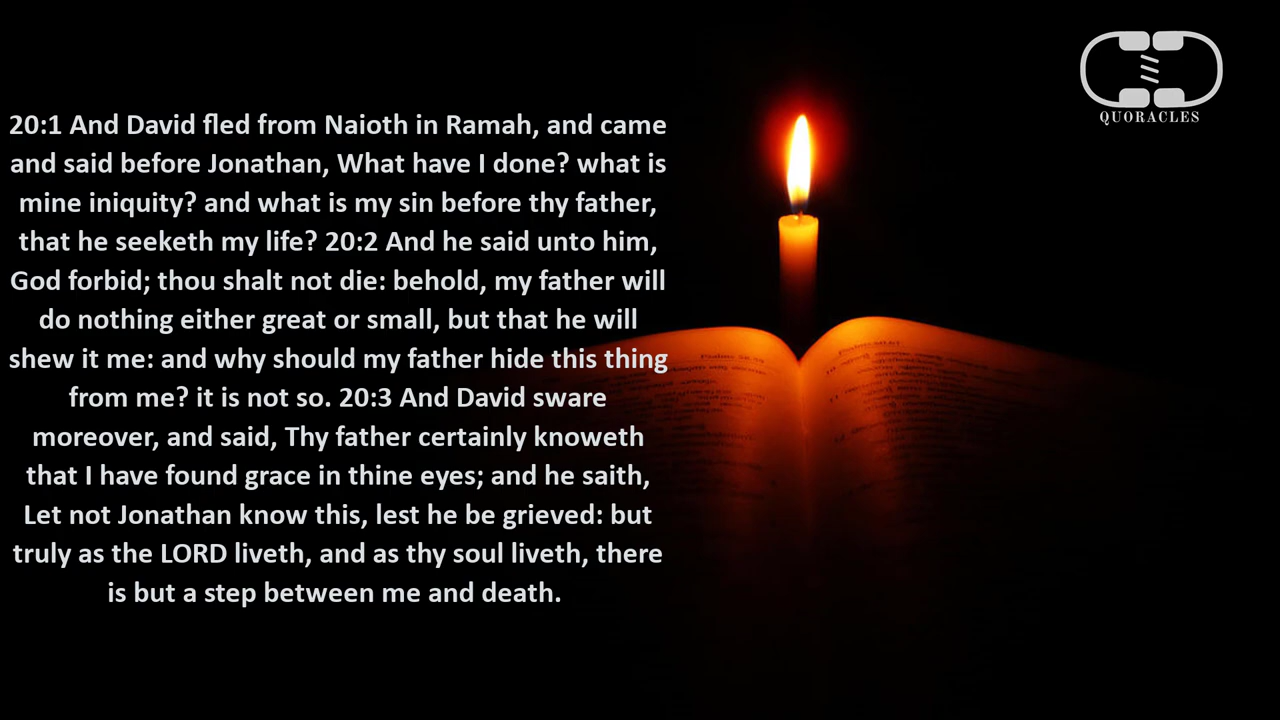 20:1 And David fled from Naioth in Ramah, and came
and said before Jonathan, What have I done? what is
mine iniquity? and what is my sin before thy father,
that he seeketh my life? 20:2 And he said unto him,
God forbid; thou shalt not die: behold, my father will
do nothing either great or small, but that he will
shew it me: and why should my father hide this thing
from me? it is not so. 20:3 And David sware
moreover, and said, Thy father certainly knoweth
that I have found grace in thine eyes; and he saith,
Let not Jonathan know this, lest he be grieved: but
truly as the LORD liveth, and as thy soul liveth, there
is but a step between me and death.
QUORACLES